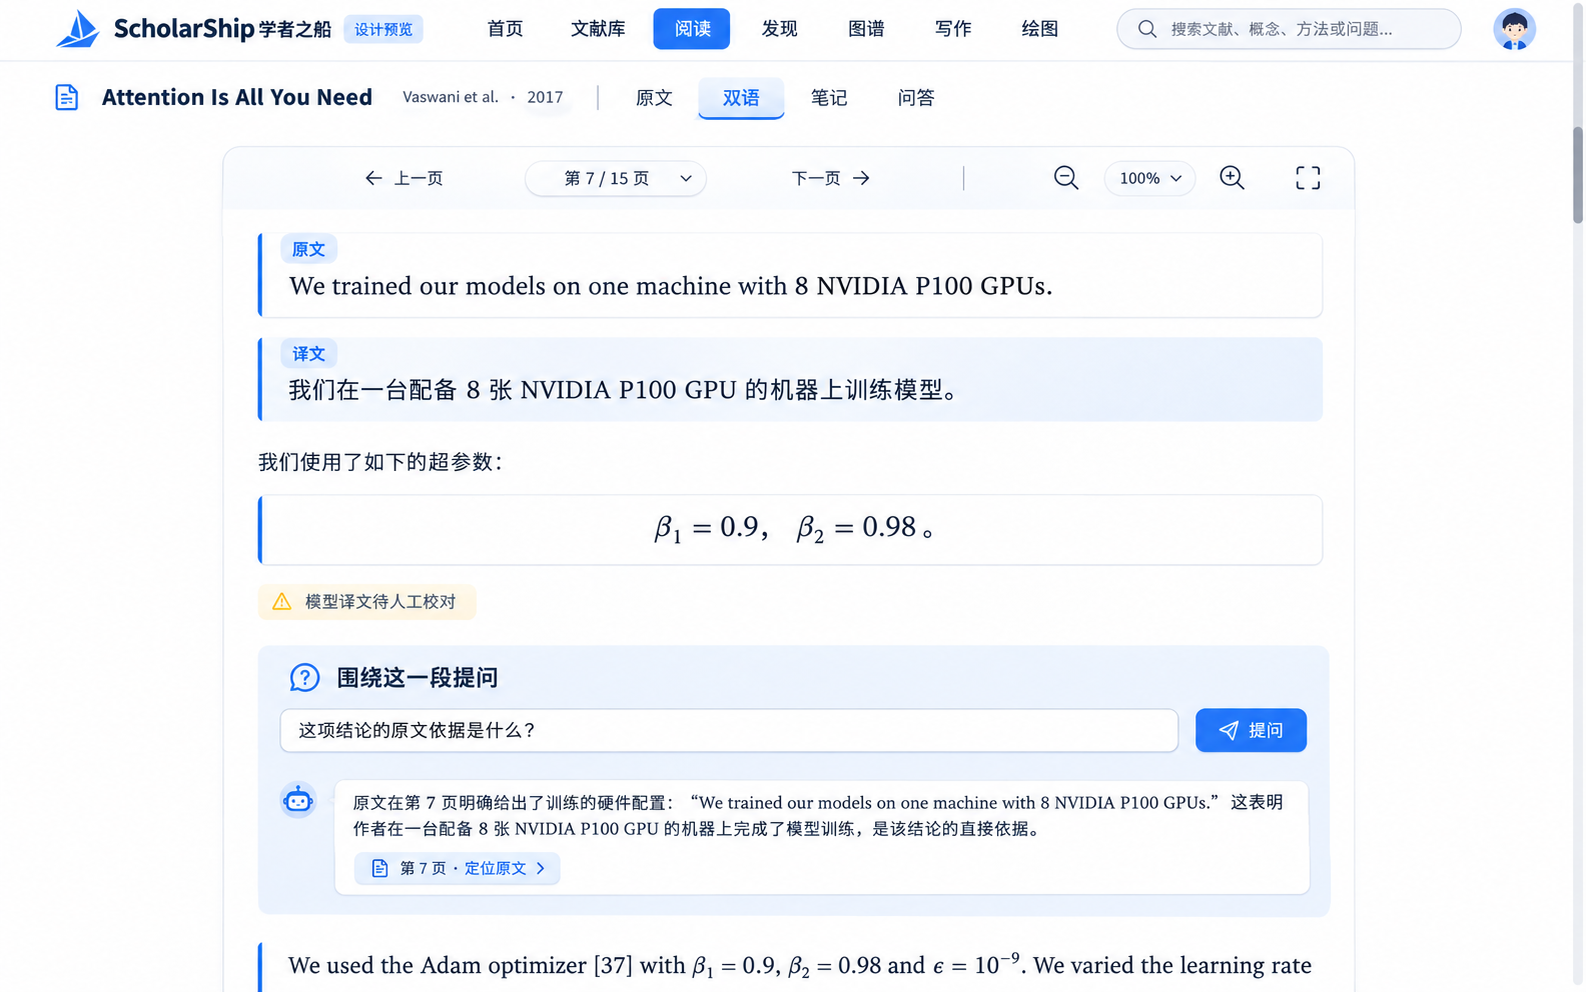 ScholarShip 学者之船 设计预览 首页 文献库 阅读 发现 图谱 写作 绘图 搜索文献、概念、方法或问题...
Attention Is All You Need Vaswani et al. · 2017 原文 双语 笔记 问答
← 上一页 第 7 / 15 页 下一页 → 100%
原文
We trained our models on one machine with 8 NVIDIA P100 GPUs.
译文
我们在一台配备 8 张 NVIDIA P100 GPU 的机器上训练模型。
我们使用了如下的超参数：
β₁ = 0.9， β₂ = 0.98。
模型译文待人工校对
围绕这一段提问
这项结论的原文依据是什么？ 提问
原文在第 7 页明确给出了训练的硬件配置：“We trained our models on one machine with 8 NVIDIA P100 GPUs.” 这表明
作者在一台配备 8 张 NVIDIA P100 GPU 的机器上完成了模型训练，是该结论的直接依据。
第 7 页 · 定位原文 >
We used the Adam optimizer [37] with β₁ = 0.9, β₂ = 0.98 and ϵ = 10⁻⁹. We varied the learning rate